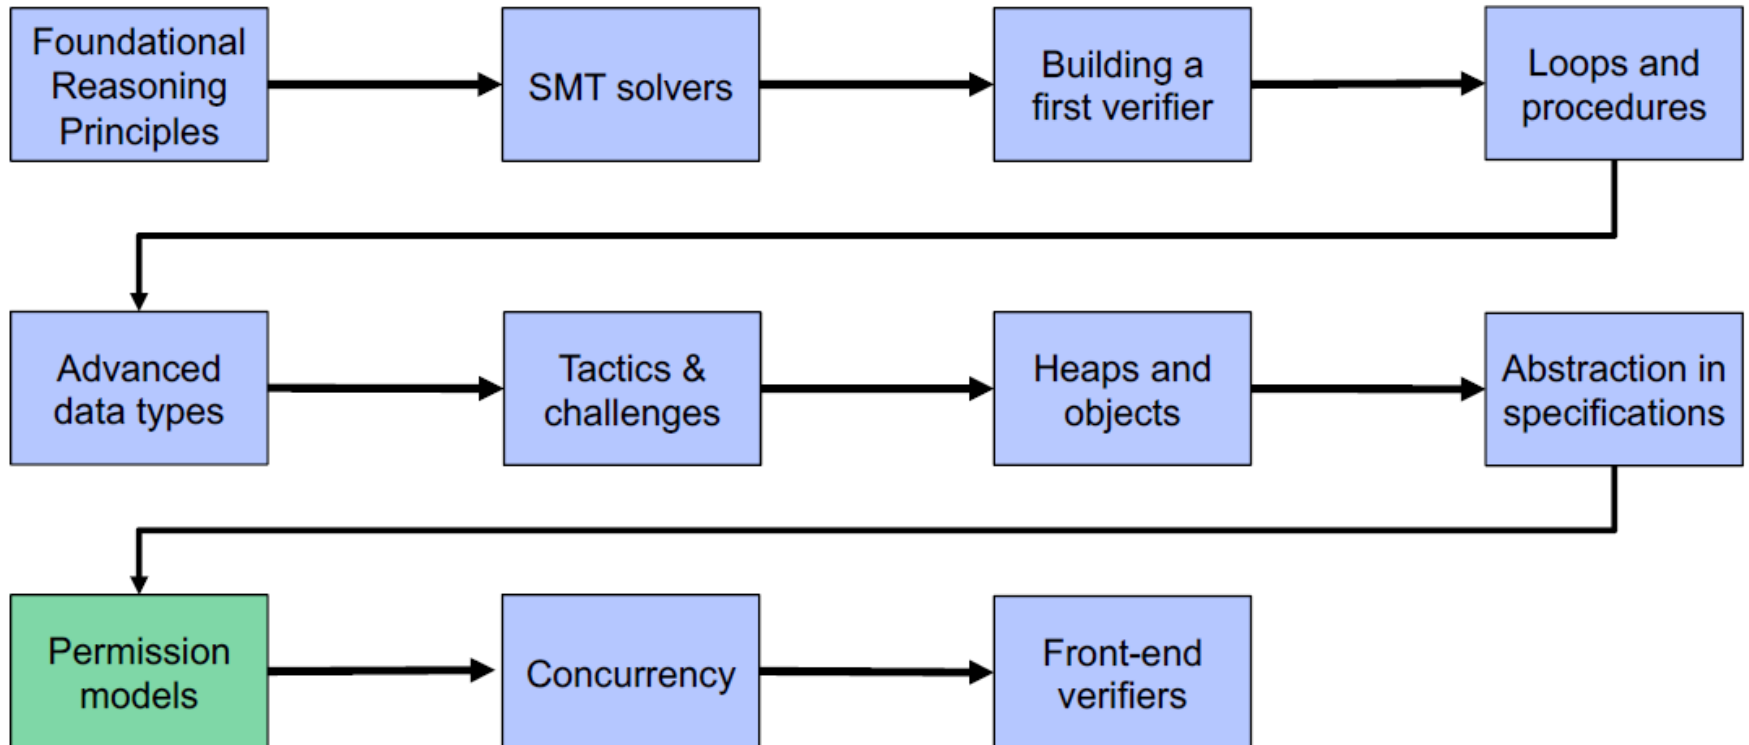 Foundational
Reasoning
Principles
SMT solvers
Building a
first verifier
Loops and
procedures
Advanced
data types
Tactics &
challenges
Heaps and
objects
Abstraction in
specifications
Permission
models
Concurrency
Front-end
verifiers